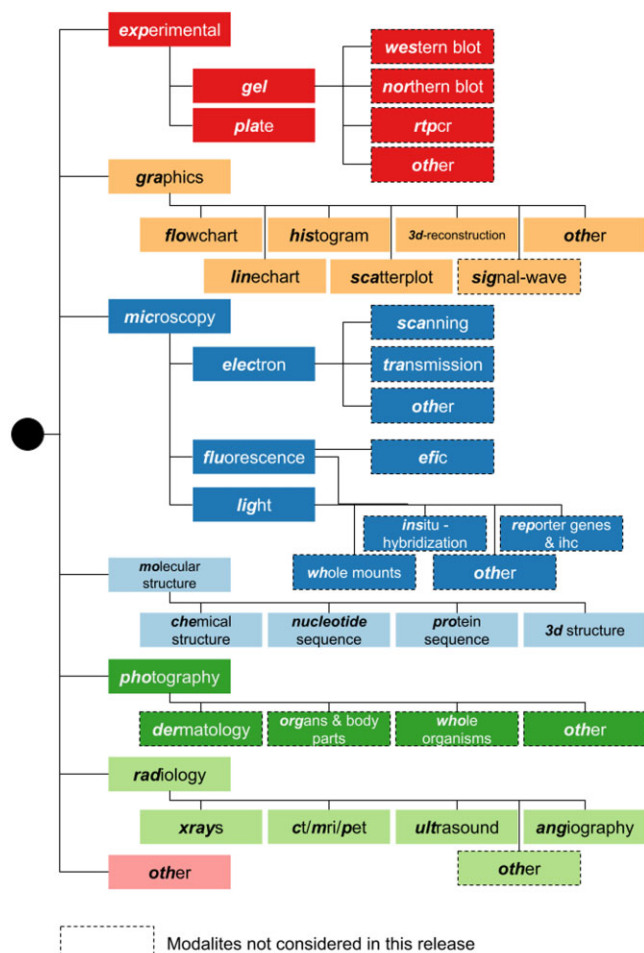 experimental
western blot
gel
northern blot
plate
rtpcr
other
graphics
flowchart
histogram
3d-reconstruction
other
linechart
scatterplot
signal-wave
microscopy
scanning
electron
transmission
other
fluorescence
efic
light
insitu -
hybridization
reporter genes
& ihc
whole mounts
other
molecular
structure
chemical
structure
nucleotide
sequence
protein
sequence
3d structure
photography
dermatology
organs & body
parts
whole
organisms
other
radiology
xrays
ct/mri/pet
ultrasound
angiography
other
other
Modalites not considered in this release